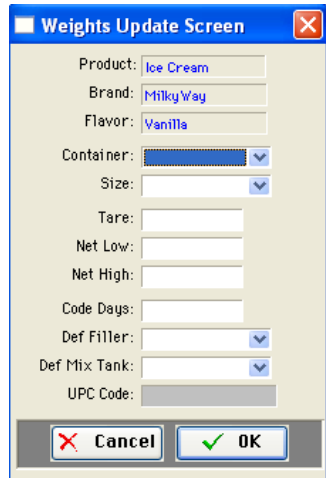 Weights Update Screen
Product: Ice Cream
Brand: MilkyWay
Flavor: Vanilla
Container:
Size:
Tare:
Net Low:
Net High:
Code Days:
Def Filler:
Def Mix Tank:
UPC Code:
Cancel OK